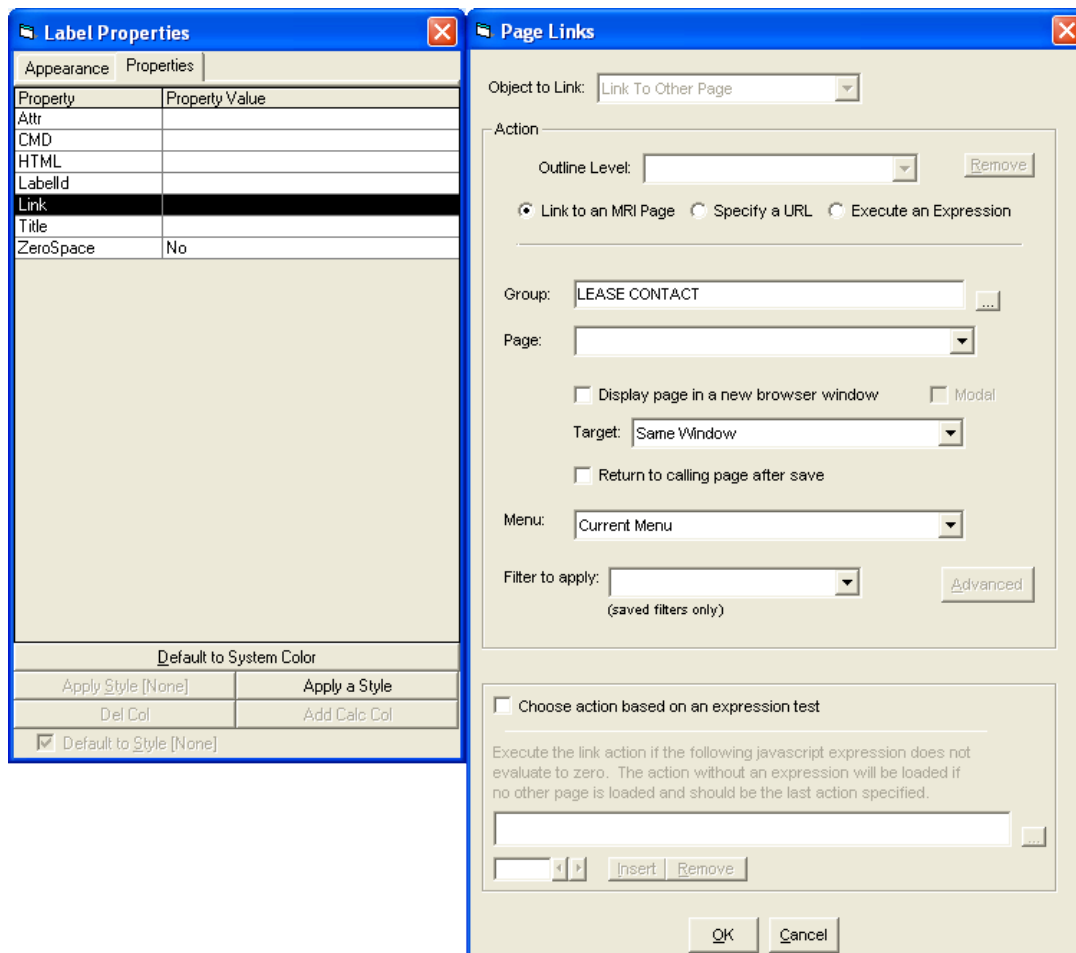 Label Properties
Appearance Properties
Property Property Value
Attr
CMD
HTML
LabelId
Link
Title
ZeroSpace No
Default to System Color
Apply Style [None] Apply a Style
Del Col Add Calc Col
Default to Style [None]
Page Links
Object to Link: Link To Other Page
Action
Outline Level: Remove
Link to an MRI Page Specify a URL Execute an Expression
Group: LEASE CONTACT ...
Page:
Display page in a new browser window Modal
Target: Same Window
Return to calling page after save
Menu: Current Menu
Filter to apply: Advanced
(saved filters only)
Choose action based on an expression test
Execute the link action if the following javascript expression does not
evaluate to zero. The action without an expression will be loaded if
no other page is loaded and should be the last action specified.
...
Insert Remove
OK Cancel